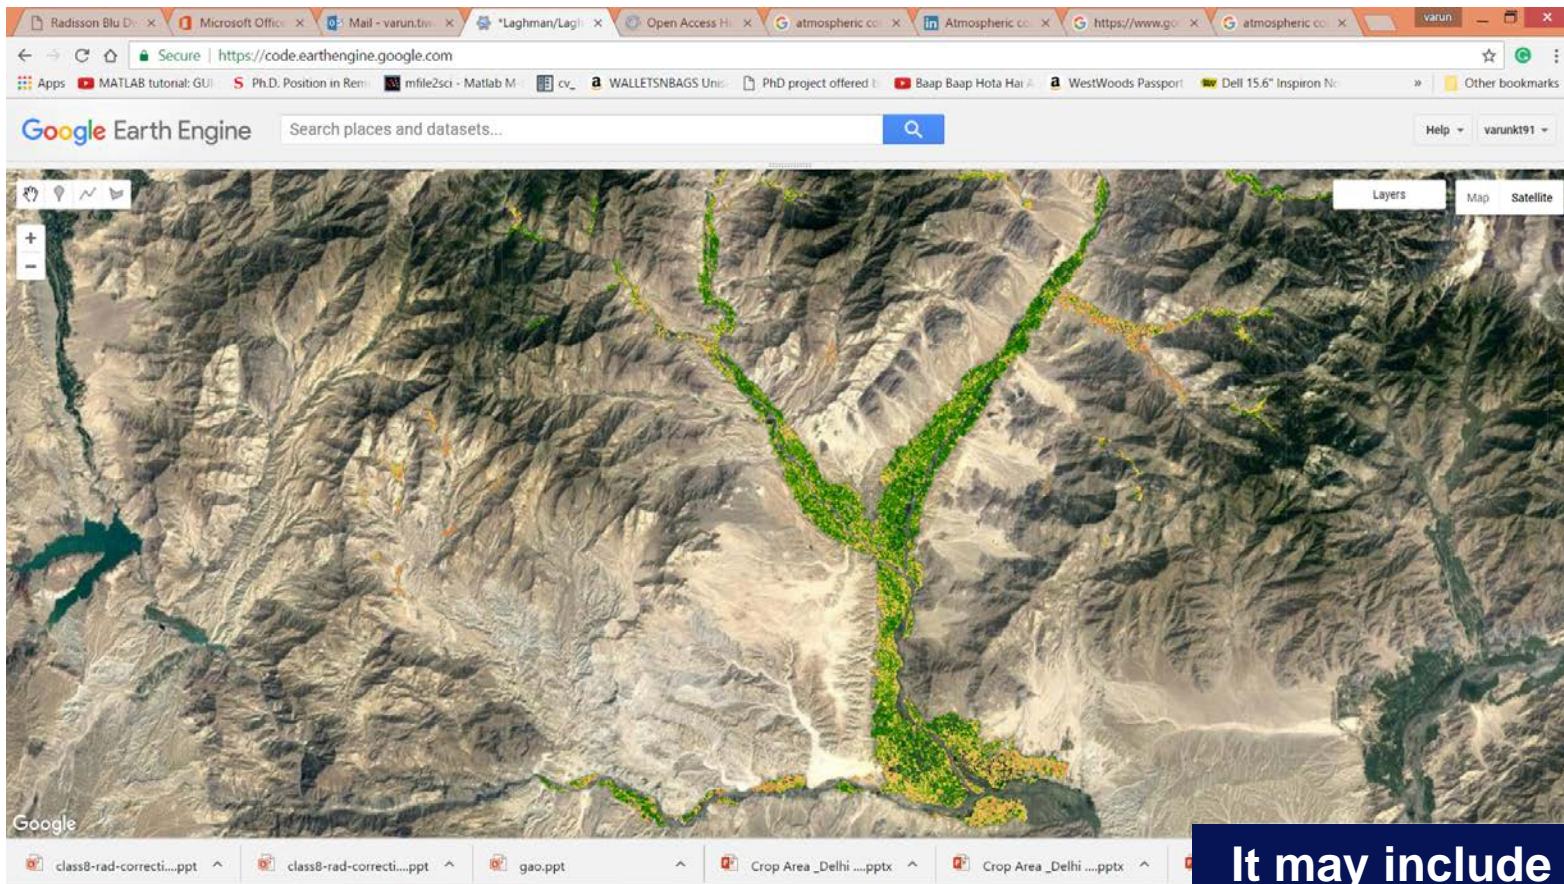 Radisson Blu D
Microsoft Offic
Mail - varun.tiw
*Laghman/Lagh
Open Access H
atmospheric co
Atmospheric co
https://www.go
atmospheric co
varun
Secure | https://code.earthengine.google.com
Apps
MATLAB tutorial: GUI
Ph.D. Position in Rem
mfile2sci - Matlab M
cv_
WALLETSNBAGS Unis
PhD project offered b
Baap Baap Hota Hai A
WestWoods Passport
Dell 15.6" Inspiron No
»
Other bookmarks
Google Earth Engine
Search places and datasets...
Help
varunkt91
Layers
Map
Satellite
+
−
Google
class8-rad-correcti....ppt
class8-rad-correcti....ppt
gao.ppt
Crop Area _Delhi ....pptx
Crop Area _Delhi ....pptx
It may include